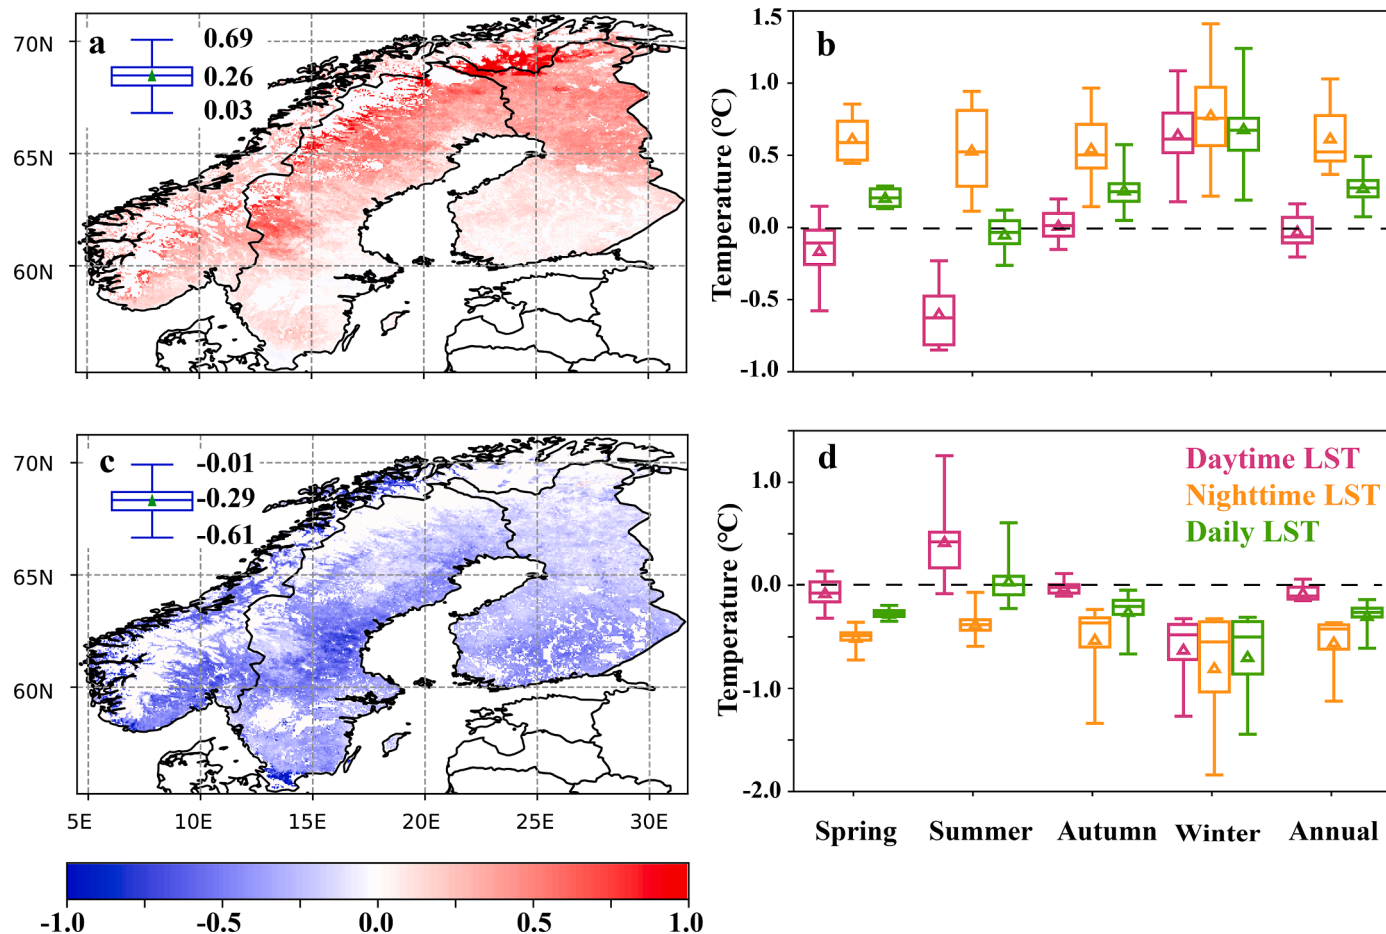 a
0.69
0.26
0.03
70N
65N
60N
b
1.5
1.0
0.5
0.0
-0.5
-1.0
Temperature (°C)
c
-0.01
-0.29
-0.61
70N
65N
60N
5E 10E 15E 20E 25E 30E
d
Daytime LST
Nighttime LST
Daily LST
1.0
0.0
-1.0
-2.0
Temperature (°C)
Spring Summer Autumn Winter Annual
-1.0 -0.5 0.0 0.5 1.0